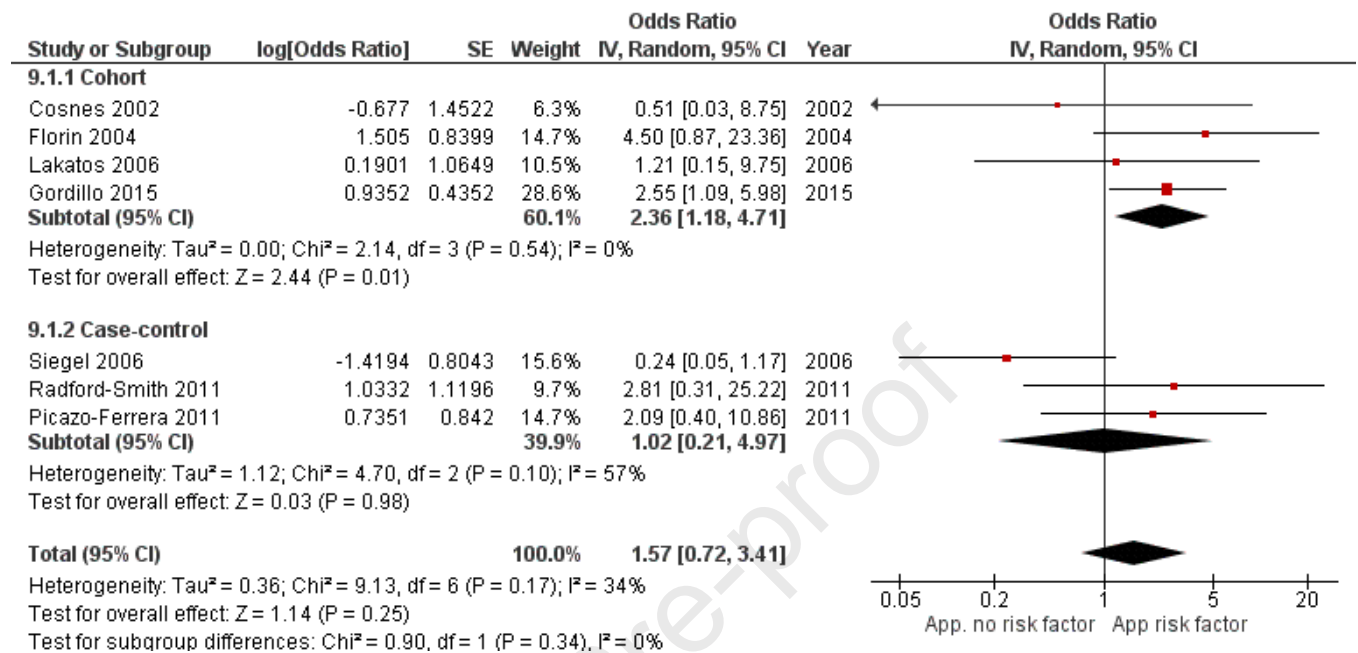 Odds Ratio Odds Ratio
Study or Subgroup log[Odds Ratio] SE Weight IV, Random, 95% CI Year IV, Random, 95% CI
9.1.1 Cohort
Cosnes 2002 -0.677 1.4522 6.3% 0.51 [0.03, 8.75] 2002
Florin 2004 1.505 0.8399 14.7% 4.50 [0.87, 23.36] 2004
Lakatos 2006 0.1901 1.0649 10.5% 1.21 [0.15, 9.75] 2006
Gordillo 2015 0.9352 0.4352 28.6% 2.55 [1.09, 5.98] 2015
Subtotal (95% CI) 60.1% 2.36 [1.18, 4.71]
Heterogeneity: Tau² = 0.00; Chi² = 2.14, df = 3 (P = 0.54); I² = 0%
Test for overall effect: Z = 2.44 (P = 0.01)
9.1.2 Case-control
Siegel 2006 -1.4194 0.8043 15.6% 0.24 [0.05, 1.17] 2006
Radford-Smith 2011 1.0332 1.1196 9.7% 2.81 [0.31, 25.22] 2011
Picazo-Ferrera 2011 0.7351 0.842 14.7% 2.09 [0.40, 10.86] 2011
Subtotal (95% CI) 39.9% 1.02 [0.21, 4.97]
Heterogeneity: Tau² = 1.12; Chi² = 4.70, df = 2 (P = 0.10); I² = 57%
Test for overall effect: Z = 0.03 (P = 0.98)
Total (95% CI) 100.0% 1.57 [0.72, 3.41]
Heterogeneity: Tau² = 0.36; Chi² = 9.13, df = 6 (P = 0.17); I² = 34%
Test for overall effect: Z = 1.14 (P = 0.25)
Test for subgroup differences: Chi² = 0.90, df = 1 (P = 0.34), I² = 0%
0.05 0.2 1 5 20
App. no risk factor App risk factor
re-proof